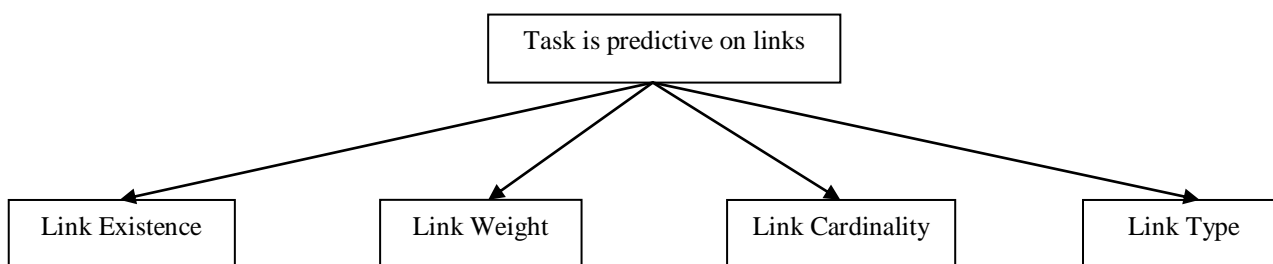 Task is predictive on links
Link Existence
Link Weight
Link Cardinality
Link Type